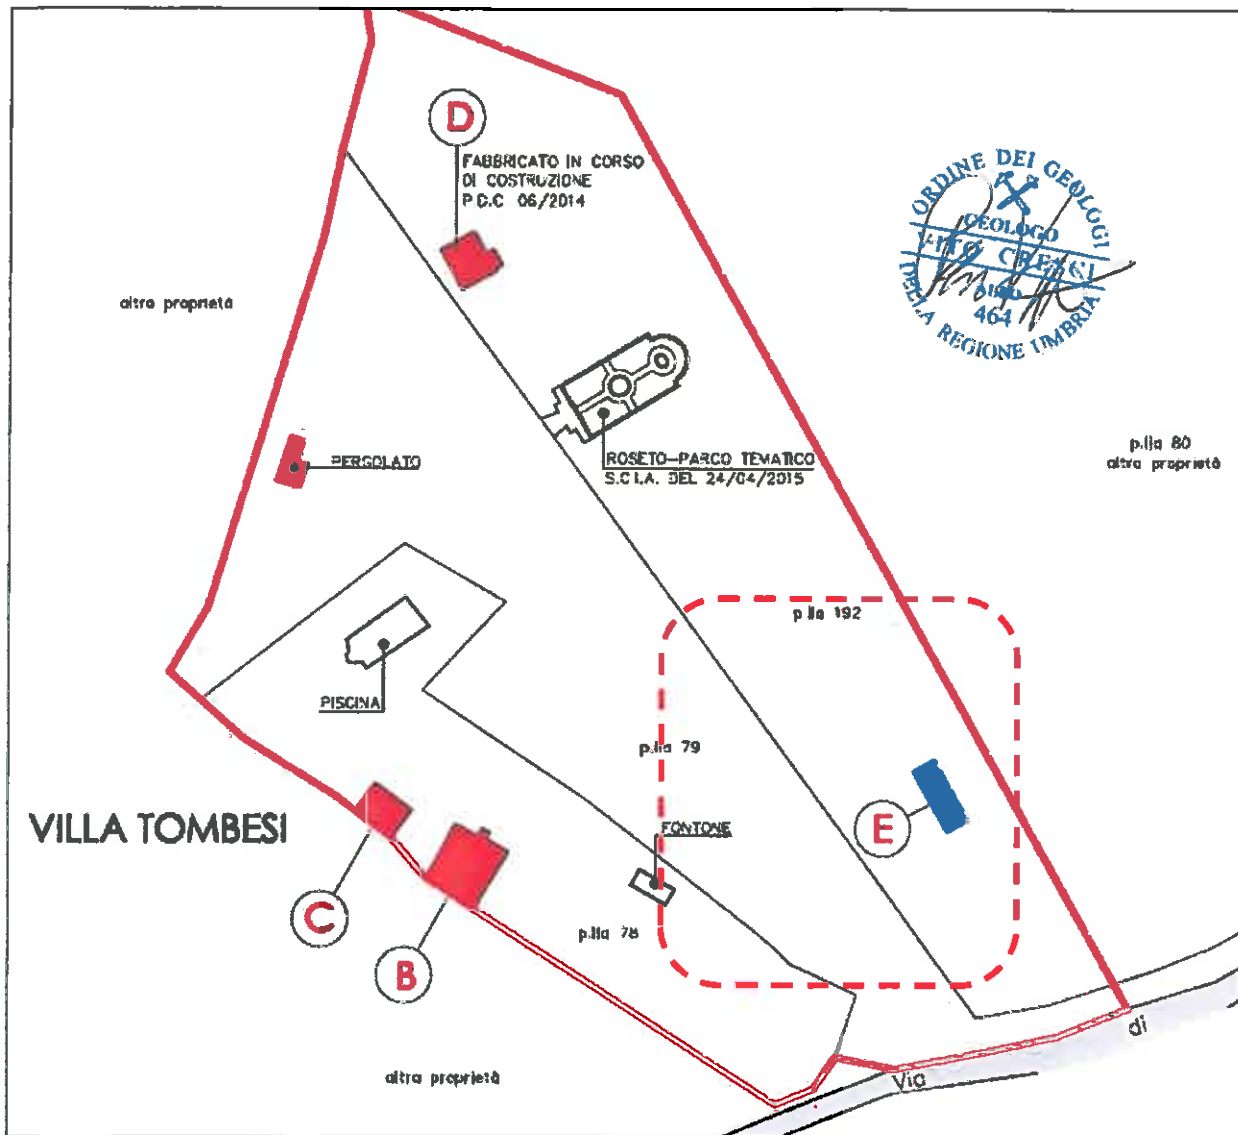 D
FABBRICATO IN CORSO
DI COSTRUZIONE
P.D.C 06/2014
ORDINE DEI GEOLOGI
GEOLOGO
VITO
464
DELLA REGIONE UMBRIA
altra proprietà
p.lla 80
altra proprietà
PERGOLATO
ROSETO-PARCO TEMATICO
S.C.I.A. DEL 24/04/2015
p.lla 192
PISCINA
p.lla 79
VILLA TOMBESI
E
FONTONE
C
p.lla 78
B
altra proprietà
Via
di